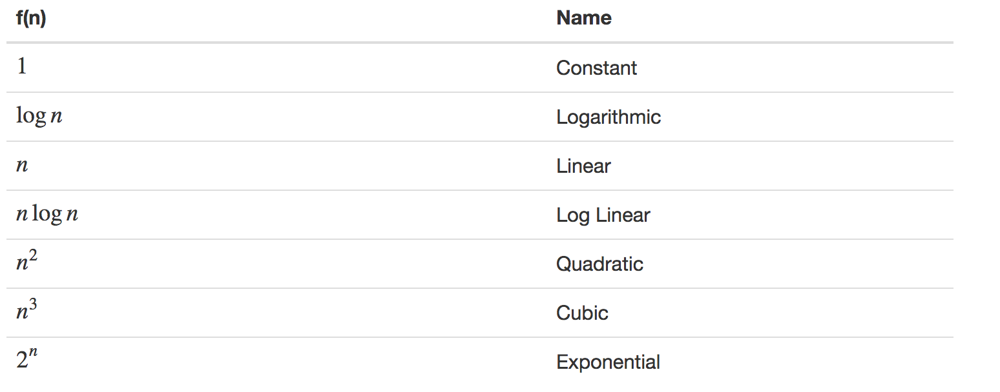 f(n) Name
1 Constant
log n Logarithmic
n Linear
n log n Log Linear
n² Quadratic
n³ Cubic
2ⁿ Exponential